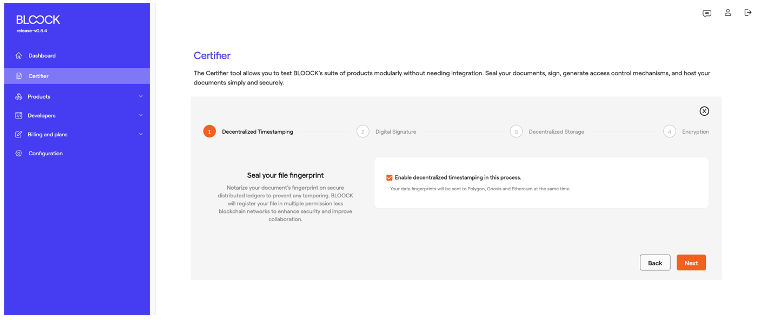 BLOOCK
release-v0.8.4
Dashboard
Certifier
Products
Developers
Billing and plans
Configuration
Certifier
The Certifier tool allows you to test BLOOCK's suite of products modularly without needing integration. Seal your documents, sign, generate access control mechanisms, and host your
documents simply and securely.
1 Decentralized Timestamping
2 Digital Signature
3 Decentralized Storage
4 Encryption
Seal your file fingerprint
Notarize your document's fingerprint on secure
distributed ledgers to prevent any tampering. BLOOCK
will register your file in multiple permission less
blockchain networks to enhance security and improve
collaboration.
Enable decentralized timestamping in this process.
Your data fingerprints will be sent to Polygon, Gnosis and Ethereum at the same time.
Back
Next